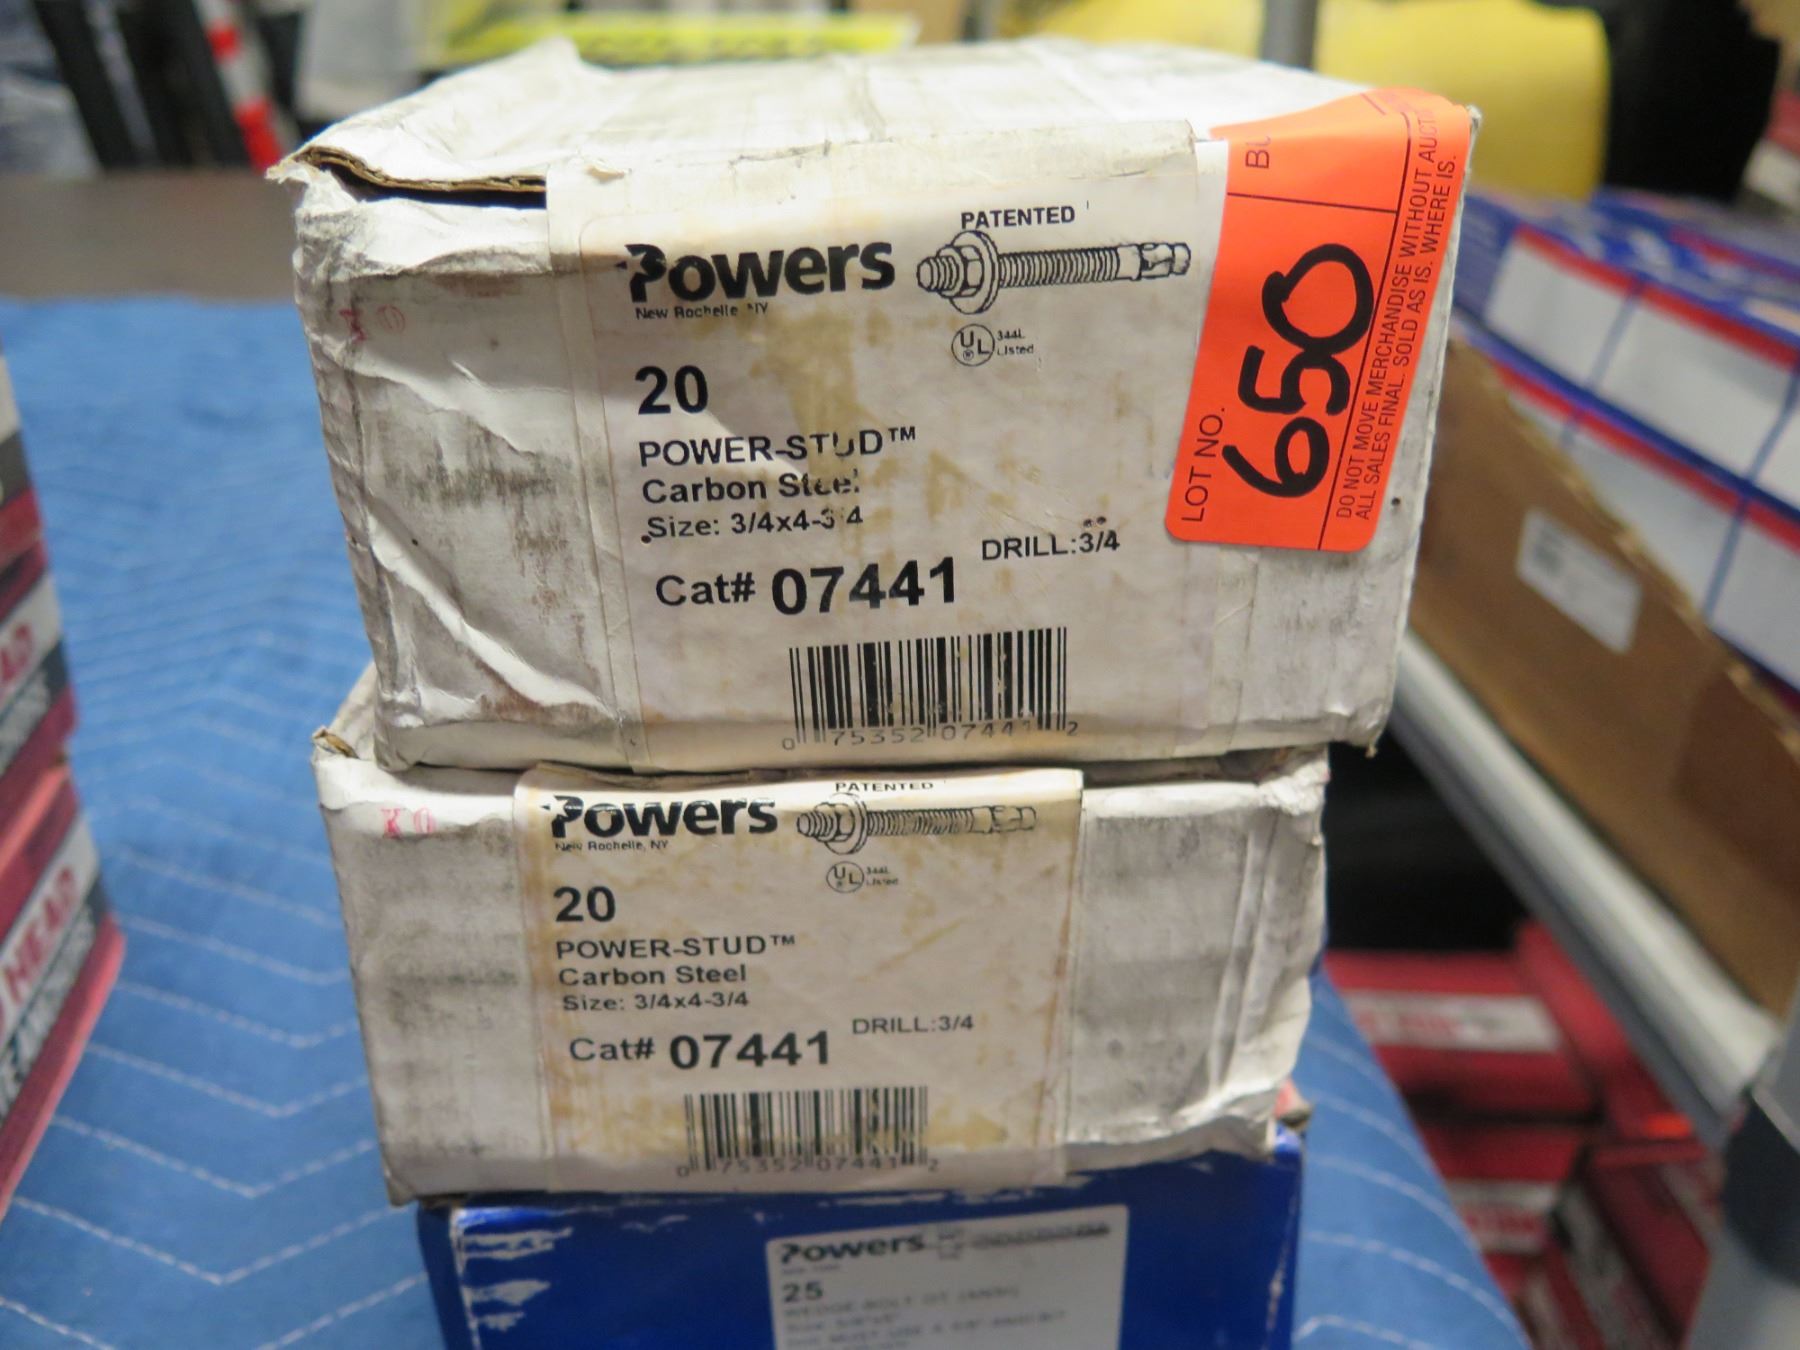 PATENTED
Powers
New Rochelle, NY
UL
344L
Listed
20
POWER-STUD™
Carbon Steel
Size: 3/4x4-3/4
DRILL:3/4
Cat# 07441
0 75352 07441 2
LOT NO.
650
DO NOT MOVE MERCHANDISE WITHOUT
ALL SALES FINAL. SOLD AS IS. WHERE IS.
KO
PATENTED
Powers
New Rochelle, NY
UL
344L
Listed
20
POWER-STUD™
Carbon Steel
Size: 3/4x4-3/4
DRILL:3/4
Cat# 07441
0 75352 07441 2
KO
Powers
25
HEAD